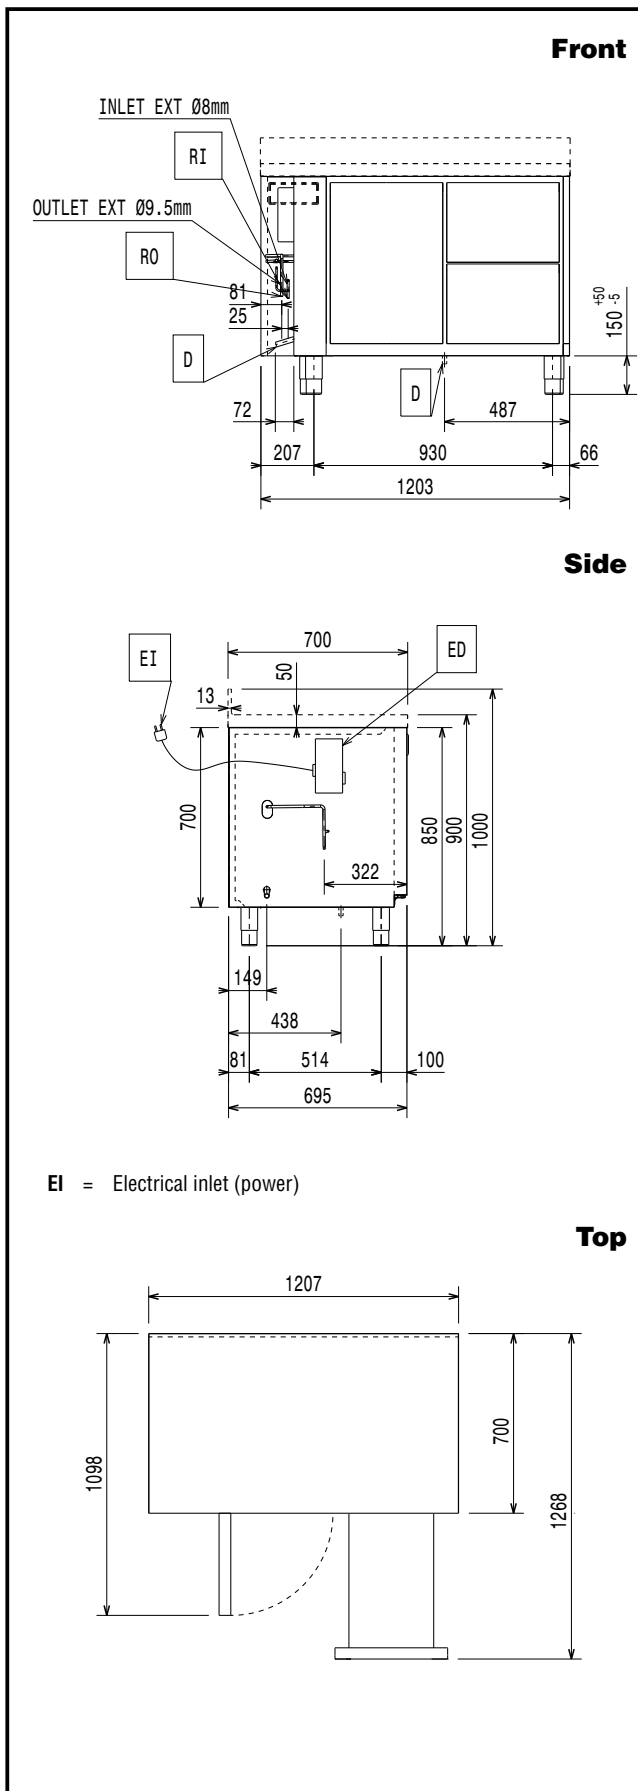 Front
INLET EXT Ø8mm
RI
OUTLET EXT Ø9.5mm
RO
81
25
D
D
150 +50 -5
72
487
207
930
66
1203
Side
700
EI
ED
50
13
700
850
900
1000
322
149
438
81
514
100
695
EI = Electrical inlet (power)
Top
1207
1098
700
1268